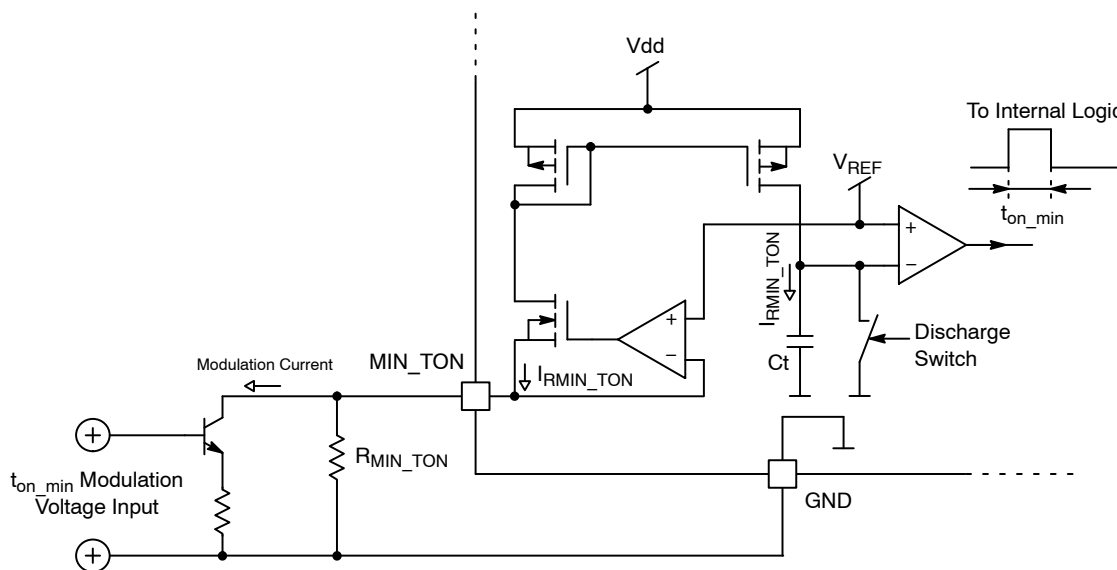 Vdd
To Internal Logic
VREF
ton_min
+
−
IRMIN_TON
+
−
Discharge
Switch
Ct
Modulation Current
MIN_TON
IRMIN_TON
RMIN_TON
ton_min Modulation
Voltage Input
GND